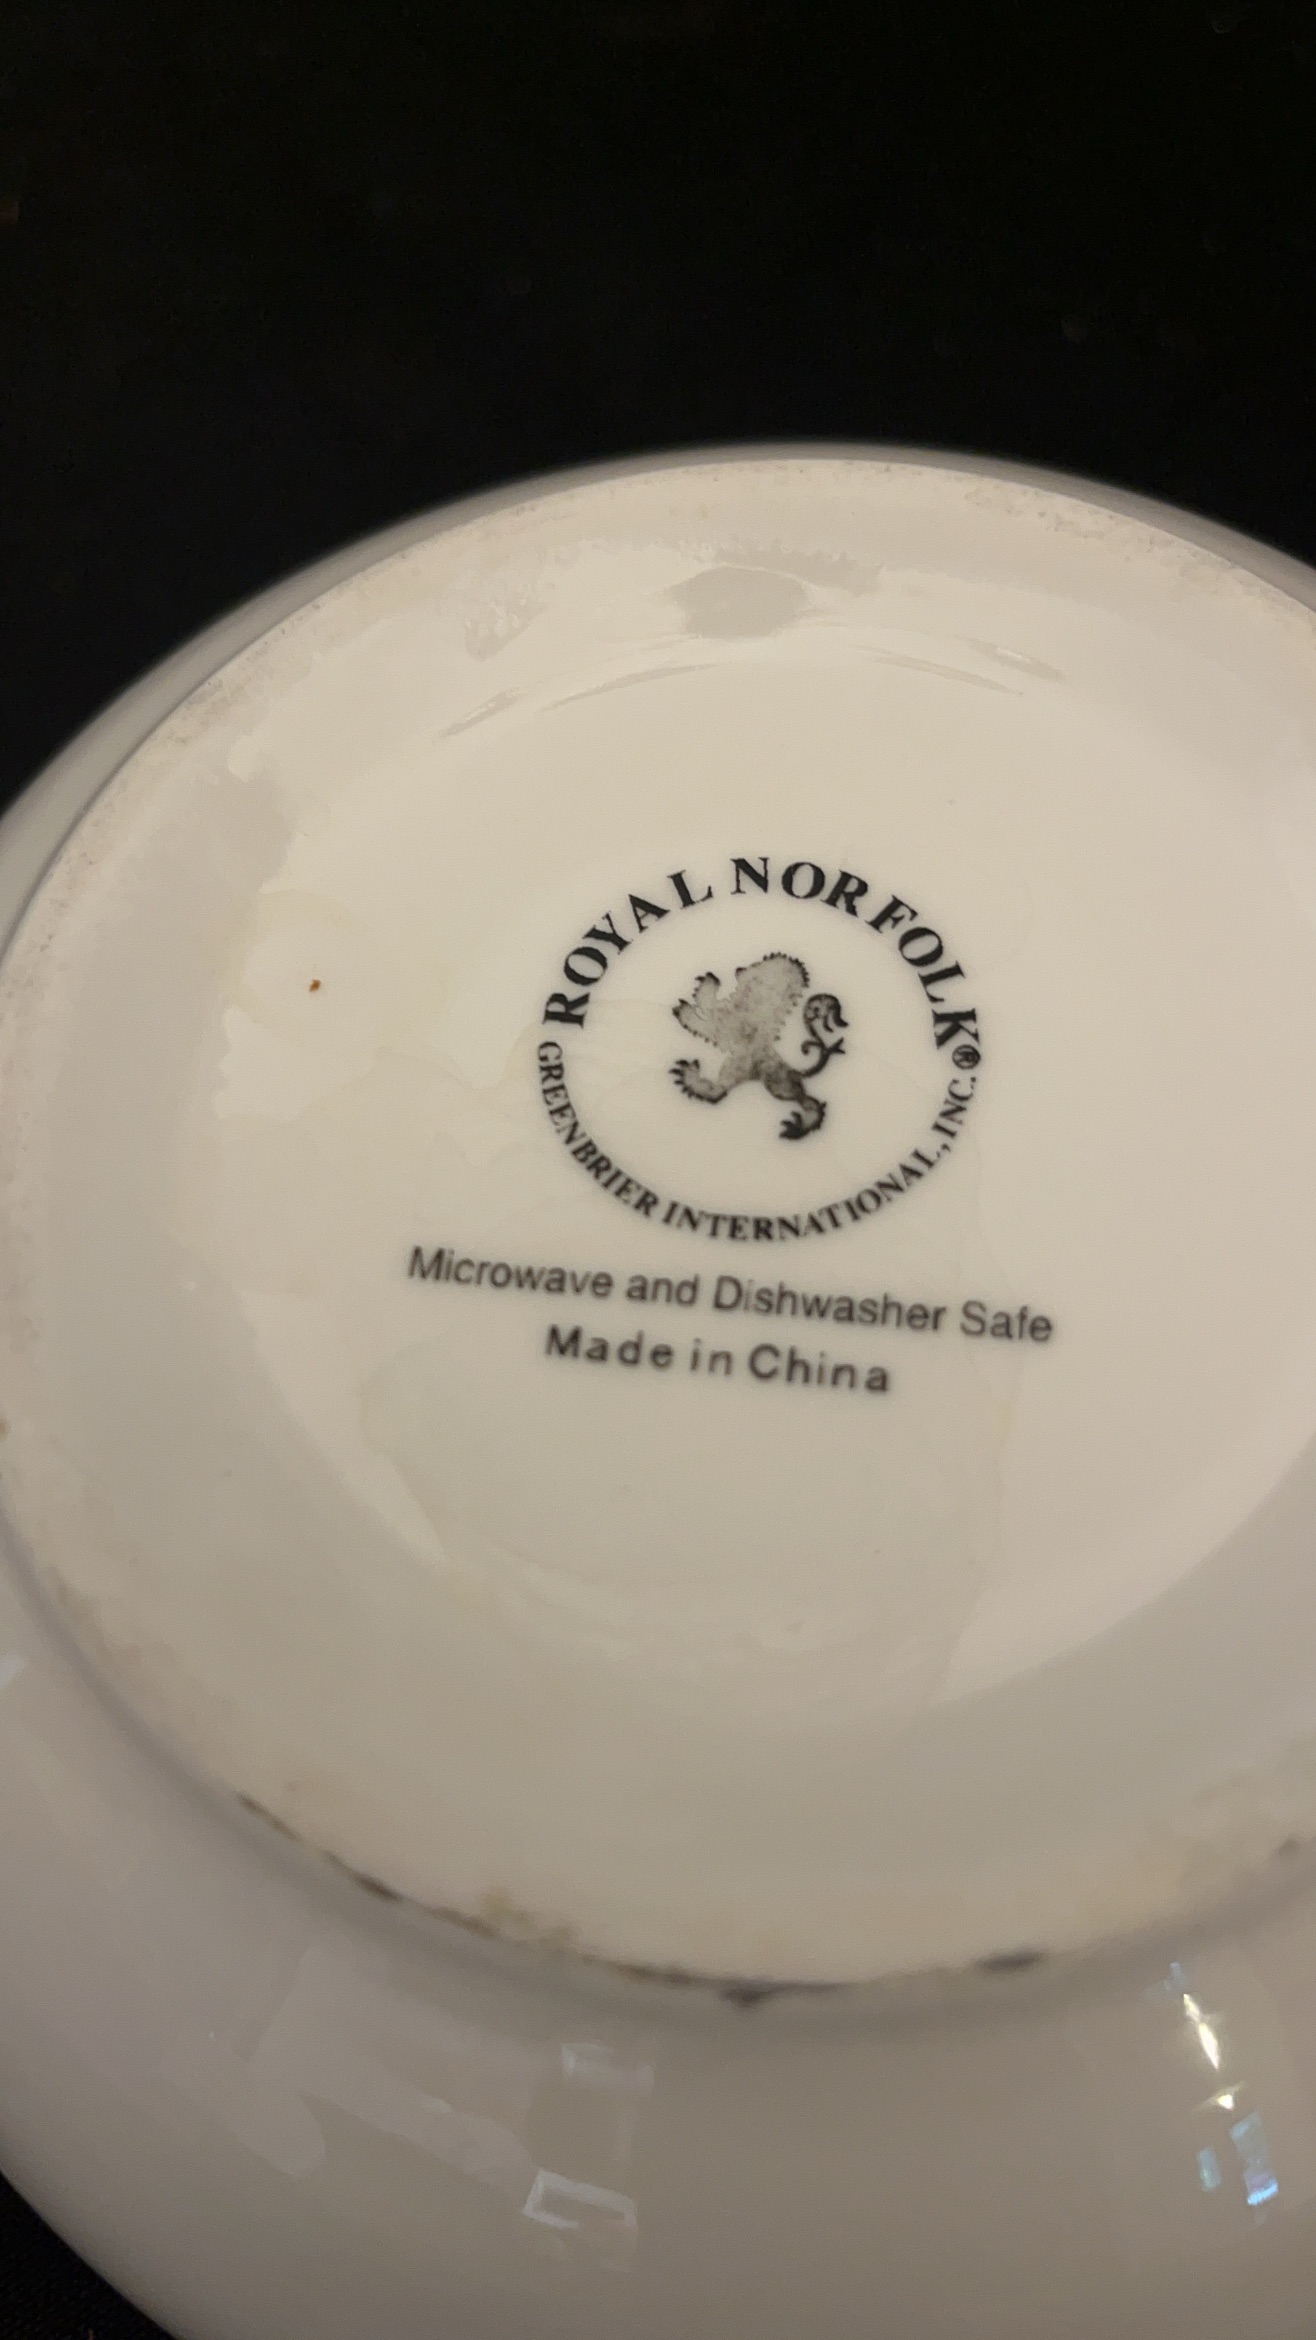 ROYAL NORFOLK®
GREENBRIER INTERNATIONAL, INC.
Microwave and Dishwasher Safe
Made in China